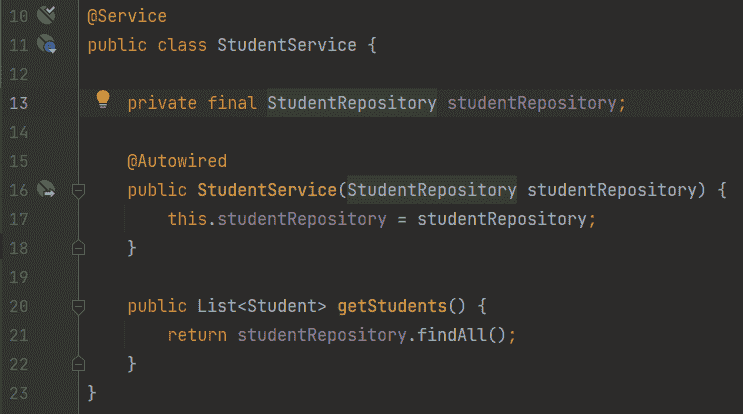 10 @Service
11 public class StudentService {
12
13 private final StudentRepository studentRepository;
14
15 @Autowired
16 public StudentService(StudentRepository studentRepository) {
17 this.studentRepository = studentRepository;
18 }
19
20 public List<Student> getStudents() {
21 return studentRepository.findAll();
22 }
23 }